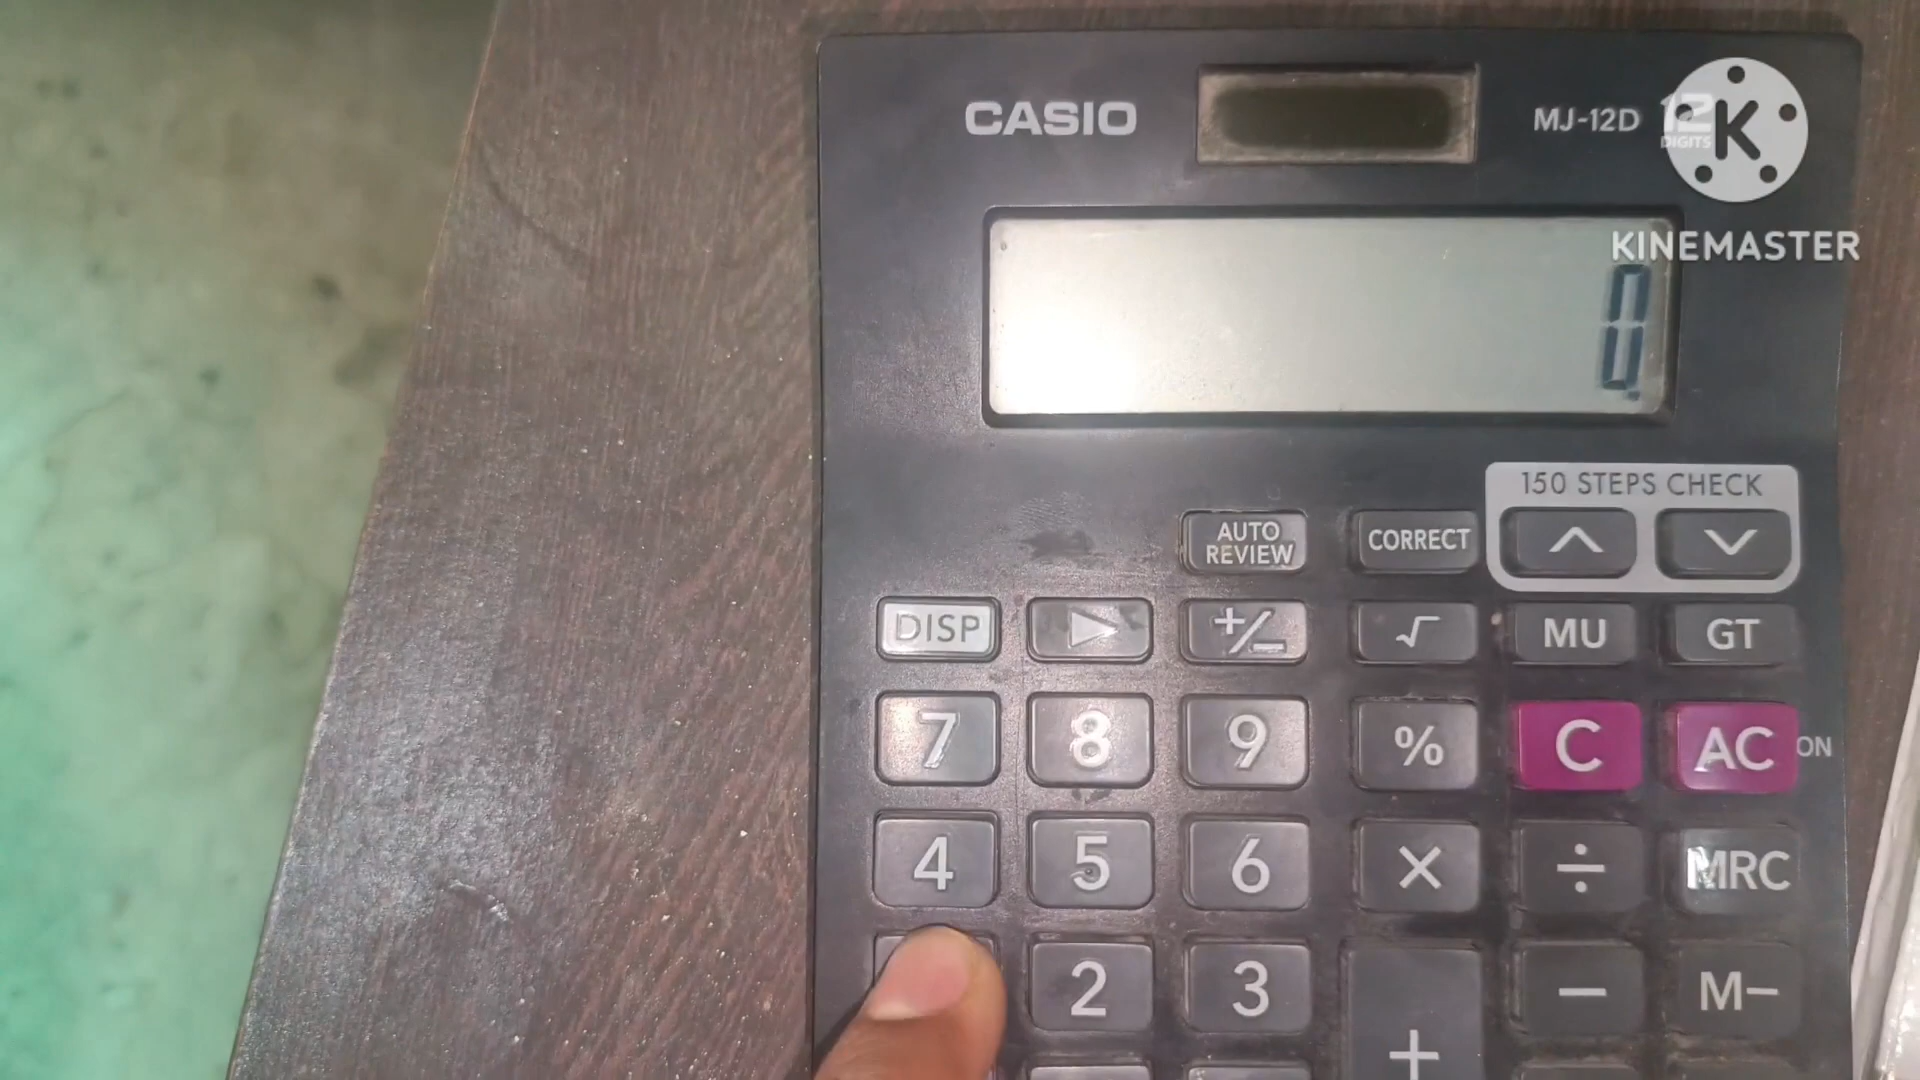 CASIO
MJ-12D
12
DIGITS
K
KINEMASTER
0.
150 STEPS CHECK
AUTO
REVIEW
CORRECT
DISP
+/−
√
MU
GT
7
8
9
%
C
AC
ON
4
5
6
×
÷
MRC
2
3
−
M−
+